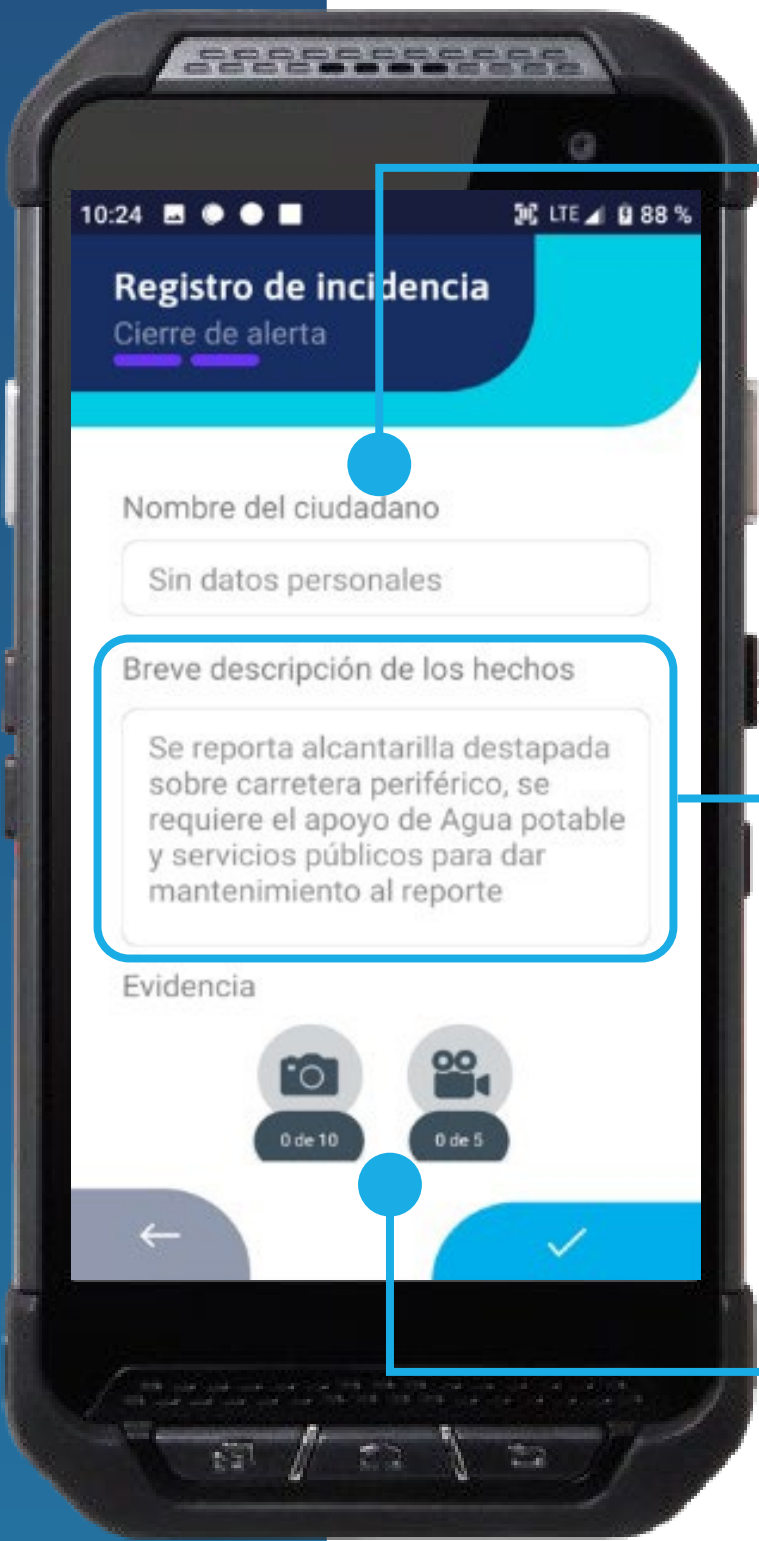 10:24 LTE 88 %
Registro de incidencia
Cierre de alerta
Nombre del ciudadano
Sin datos personales
Breve descripción de los hechos
Se reporta alcantarilla destapada
sobre carretera periférico, se
requiere el apoyo de Agua potable
y servicios públicos para dar
mantenimiento al reporte
Evidencia
0 de 10 0 de 5